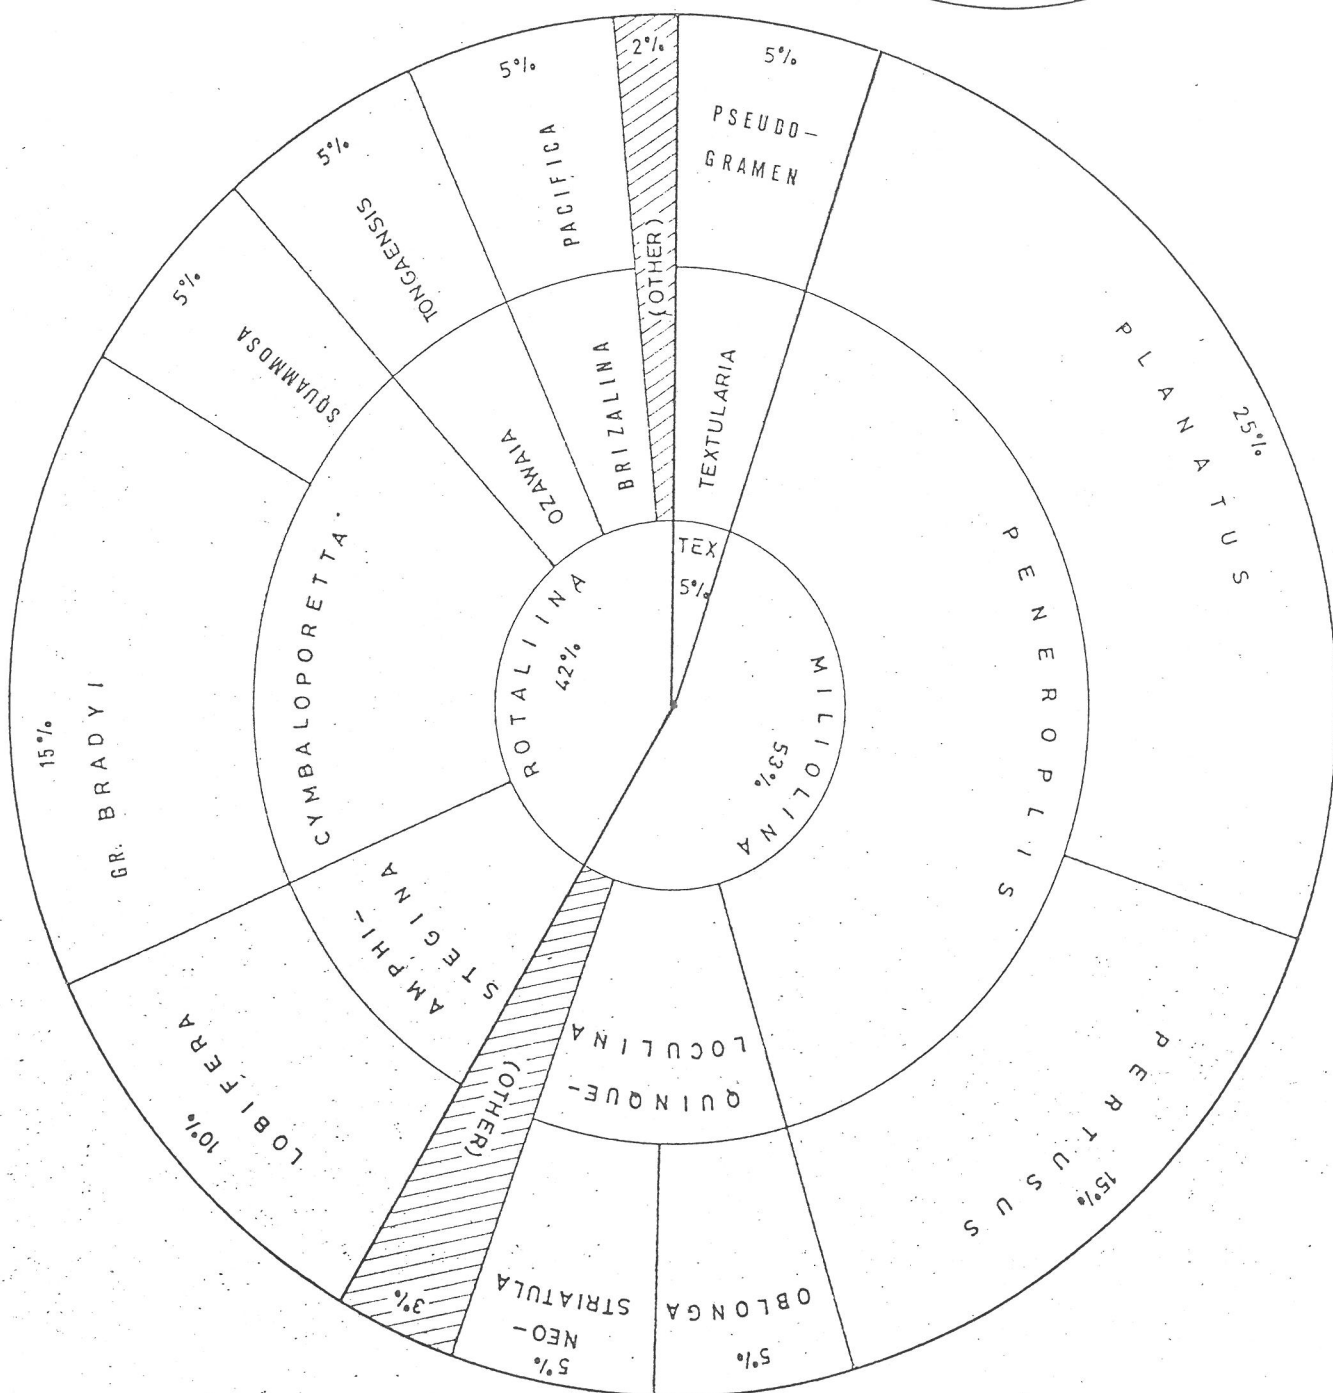 5%
PSEUDO-
GRAMEN
TEXTULARIA
TEX
5%
PLANATUS
25%
PENEROPLIS
MILIOLINA
53%
PERTUSUS
15%
QUINQUE-
LOCULINA
OBLONGA
5%
NEO-
STRIATULA
5%
(OTHER)
3%
ROTALIINA
42%
AMPHI-
STEGINA
LOBIFERA
10%
CYMBALOPORETTA
GR. BRADYI
15%
SQUAMMOSA
5%
OZAWAIA
TONGAENSIS
5%
BRIZALINA
PACIFICA
5%
(OTHER)
2%